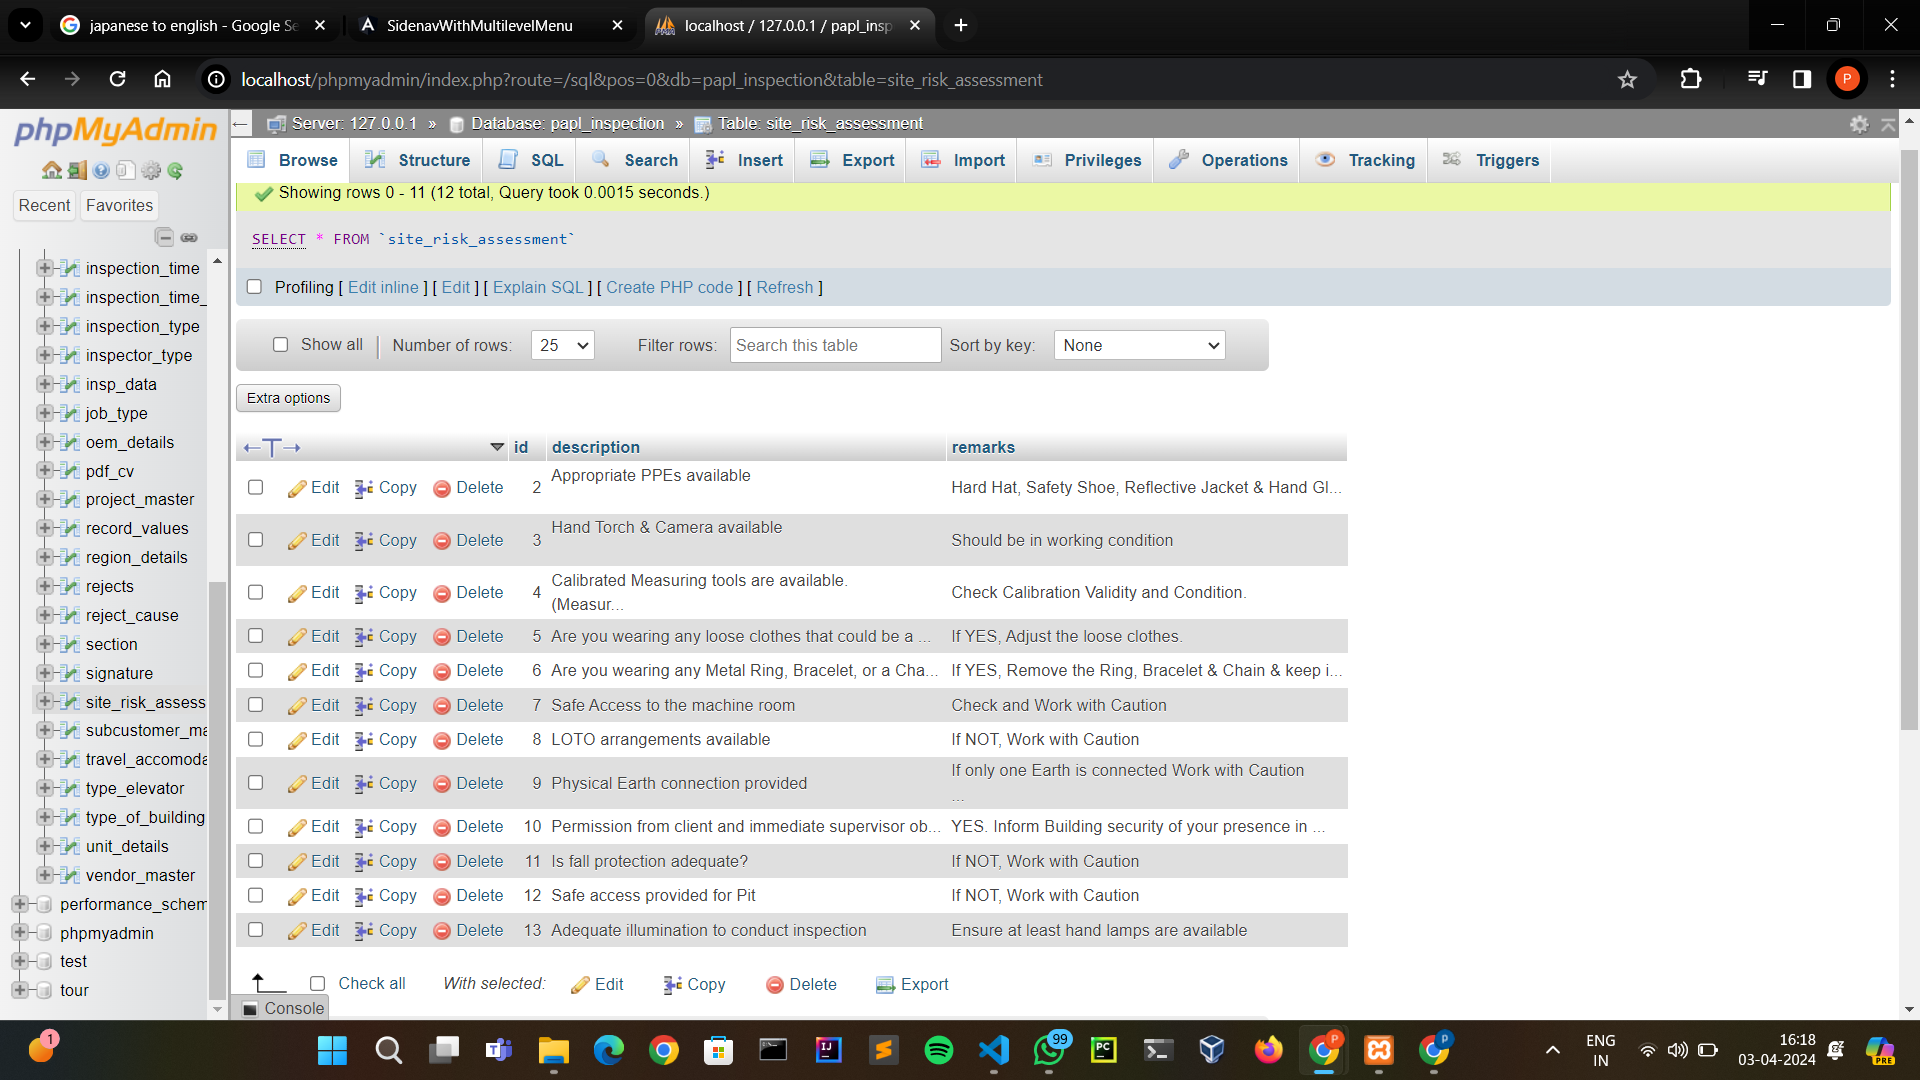 japanese to english - Google Se
SidenavWithMultilevelMenu
localhost / 127.0.0.1 / papl_insp
localhost/phpmyadmin/index.php?route=/sql&pos=0&db=papl_inspection&table=site_risk_assessment
P
phpMyAdmin
Recent
Favorites
inspection_time
inspection_time_
inspection_type
inspector_type
insp_data
job_type
oem_details
pdf_cv
project_master
record_values
region_details
rejects
reject_cause
section
signature
site_risk_assess
subcustomer_ma
travel_accomoda
type_elevator
type_of_building
unit_details
vendor_master
performance_schem
phpmyadmin
test
tour
Server: 127.0.0.1 » Database: papl_inspection » Table: site_risk_assessment
Browse Structure SQL Search Insert Export Import Privileges Operations Tracking Triggers
Showing rows 0 - 11 (12 total, Query took 0.0015 seconds.)
SELECT * FROM `site_risk_assessment`
Profiling [ Edit inline ] [ Edit ] [ Explain SQL ] [ Create PHP code ] [ Refresh ]
Show all | Number of rows: 25 Filter rows: Search this table Sort by key: None
Extra options
←T→ id description remarks
Edit Copy Delete 2 Appropriate PPEs available Hard Hat, Safety Shoe, Reflective Jacket & Hand Gl...
Edit Copy Delete 3 Hand Torch & Camera available Should be in working condition
Edit Copy Delete 4 Calibrated Measuring tools are available.
(Measur... Check Calibration Validity and Condition.
Edit Copy Delete 5 Are you wearing any loose clothes that could be a ... If YES, Adjust the loose clothes.
Edit Copy Delete 6 Are you wearing any Metal Ring, Bracelet, or a Cha... If YES, Remove the Ring, Bracelet & Chain & keep i...
Edit Copy Delete 7 Safe Access to the machine room Check and Work with Caution
Edit Copy Delete 8 LOTO arrangements available If NOT, Work with Caution
Edit Copy Delete 9 Physical Earth connection provided If only one Earth is connected Work with Caution
...
Edit Copy Delete 10 Permission from client and immediate supervisor ob... YES. Inform Building security of your presence in ...
Edit Copy Delete 11 Is fall protection adequate? If NOT, Work with Caution
Edit Copy Delete 12 Safe access provided for Pit If NOT, Work with Caution
Edit Copy Delete 13 Adequate illumination to conduct inspection Ensure at least hand lamps are available
Check all With selected: Edit Copy Delete Export
Console
1
99
P
P
ENG
IN
16:18
03-04-2024
PRE